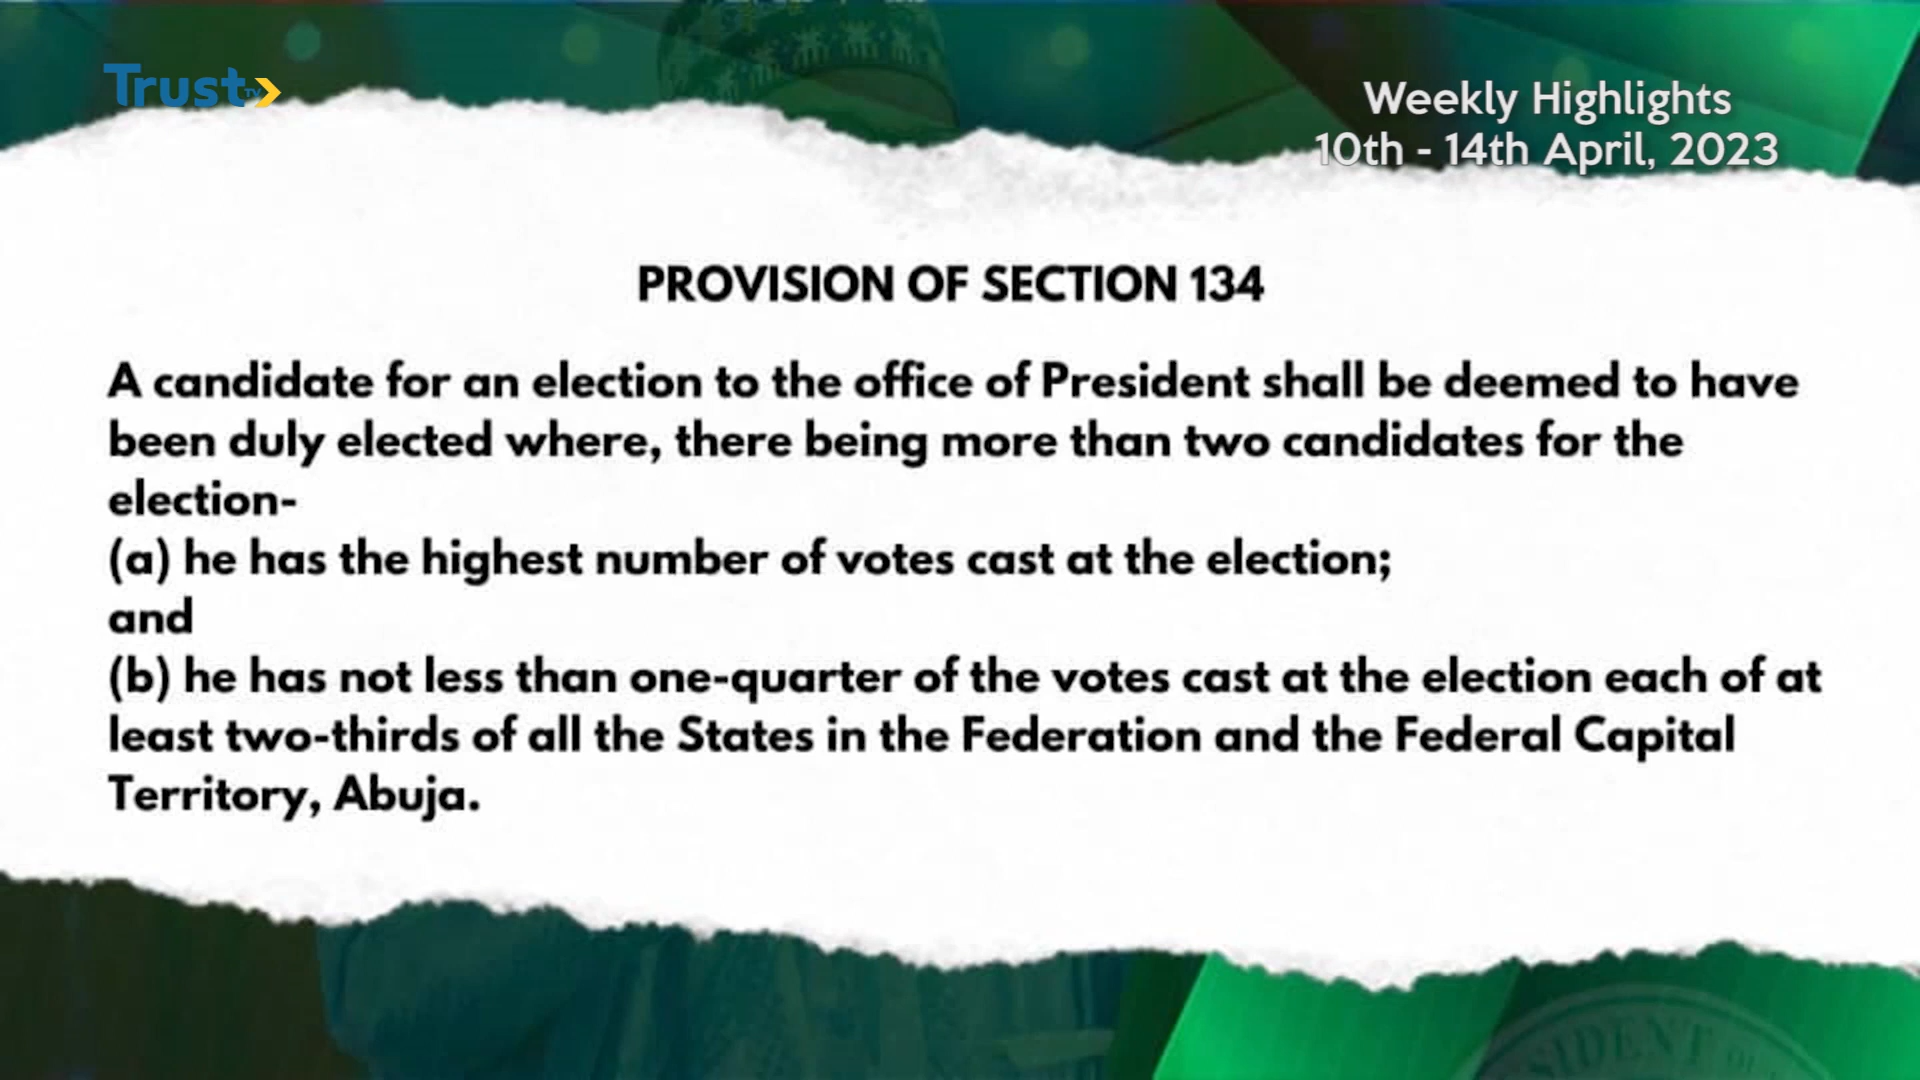 Trust TV
Weekly Highlights
10th - 14th April, 2023
PROVISION OF SECTION 134
A candidate for an election to the office of President shall be deemed to have
been duly elected where, there being more than two candidates for the
election-
(a) he has the highest number of votes cast at the election;
and
(b) he has not less than one-quarter of the votes cast at the election each of at
least two-thirds of all the States in the Federation and the Federal Capital
Territory, Abuja.